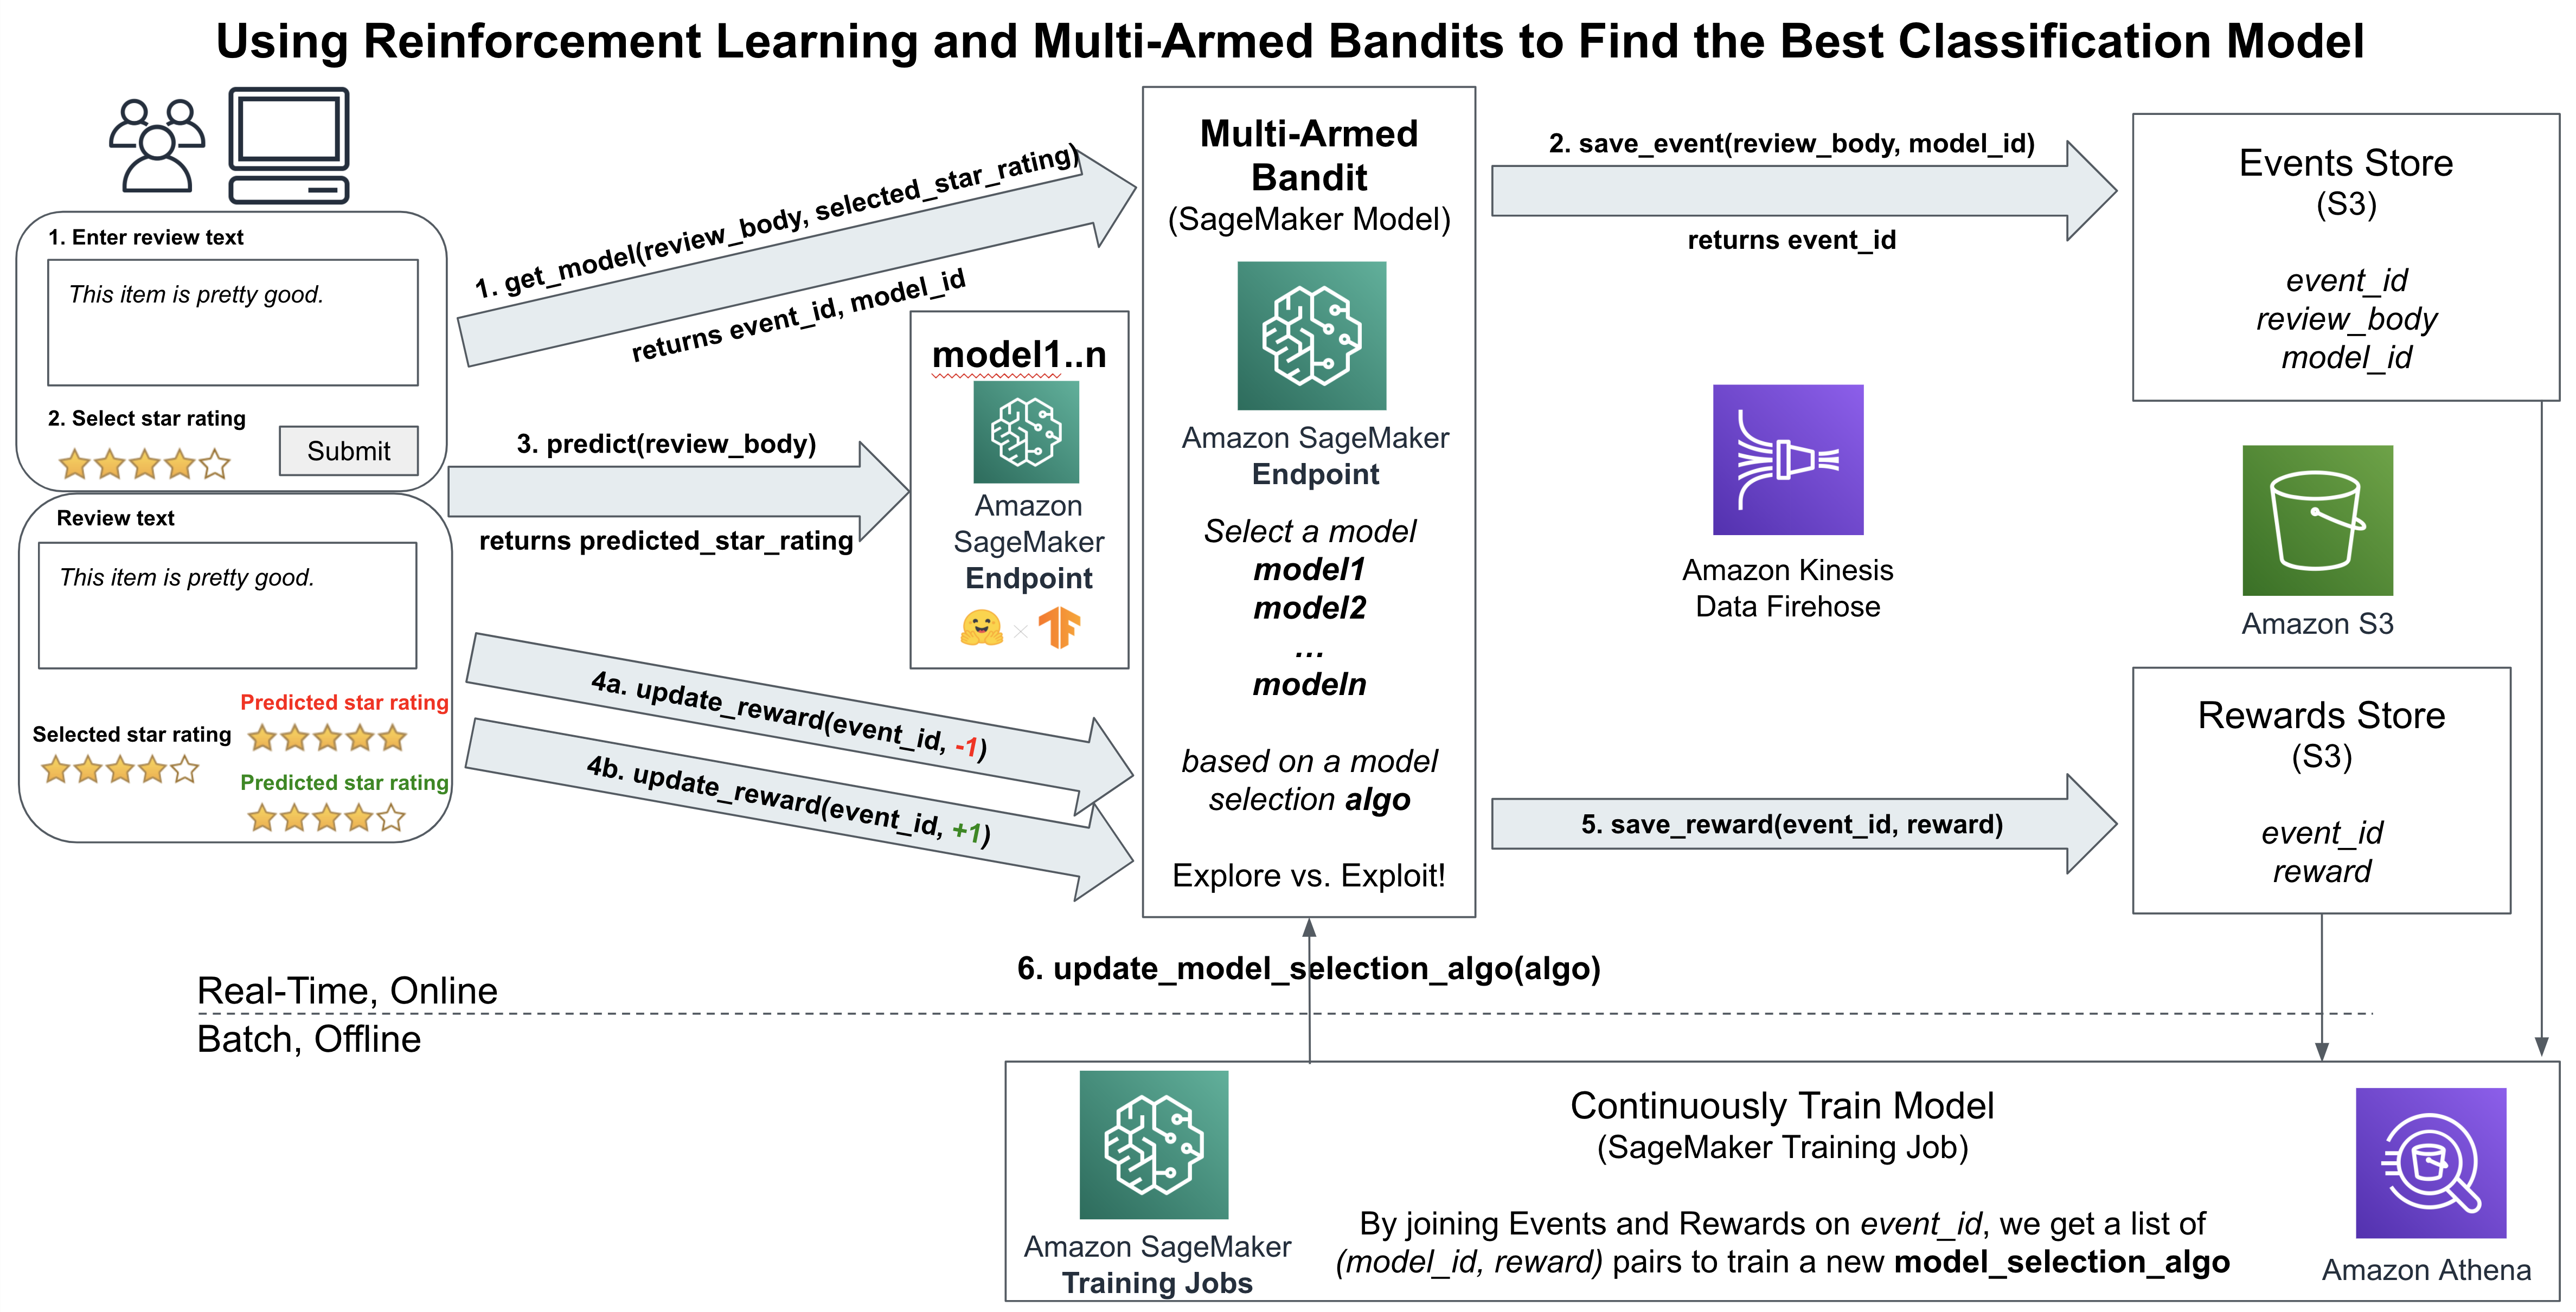 Using Reinforcement Learning and Multi-Armed Bandits to Find the Best Classification Model
1. Enter review text
This item is pretty good.
2. Select star rating
Submit
Review text
This item is pretty good.
Selected star rating
Predicted star rating
Predicted star rating
1. get_model(review_body, selected_star_rating)
returns event_id, model_id
3. predict(review_body)
returns predicted_star_rating
4a. update_reward(event_id, -1)
4b. update_reward(event_id, +1)
model1..n
Amazon
SageMaker
Endpoint
Multi-Armed
Bandit
(SageMaker Model)
Amazon SageMaker
Endpoint
Select a model
model1
model2
...
modeln
based on a model
selection algo
Explore vs. Exploit!
2. save_event(review_body, model_id)
returns event_id
Amazon Kinesis
Data Firehose
5. save_reward(event_id, reward)
Events Store
(S3)
event_id
review_body
model_id
Amazon S3
Rewards Store
(S3)
event_id
reward
6. update_model_selection_algo(algo)
Real-Time, Online
Batch, Offline
Amazon SageMaker
Training Jobs
Continuously Train Model
(SageMaker Training Job)
By joining Events and Rewards on event_id, we get a list of
(model_id, reward) pairs to train a new model_selection_algo
Amazon Athena